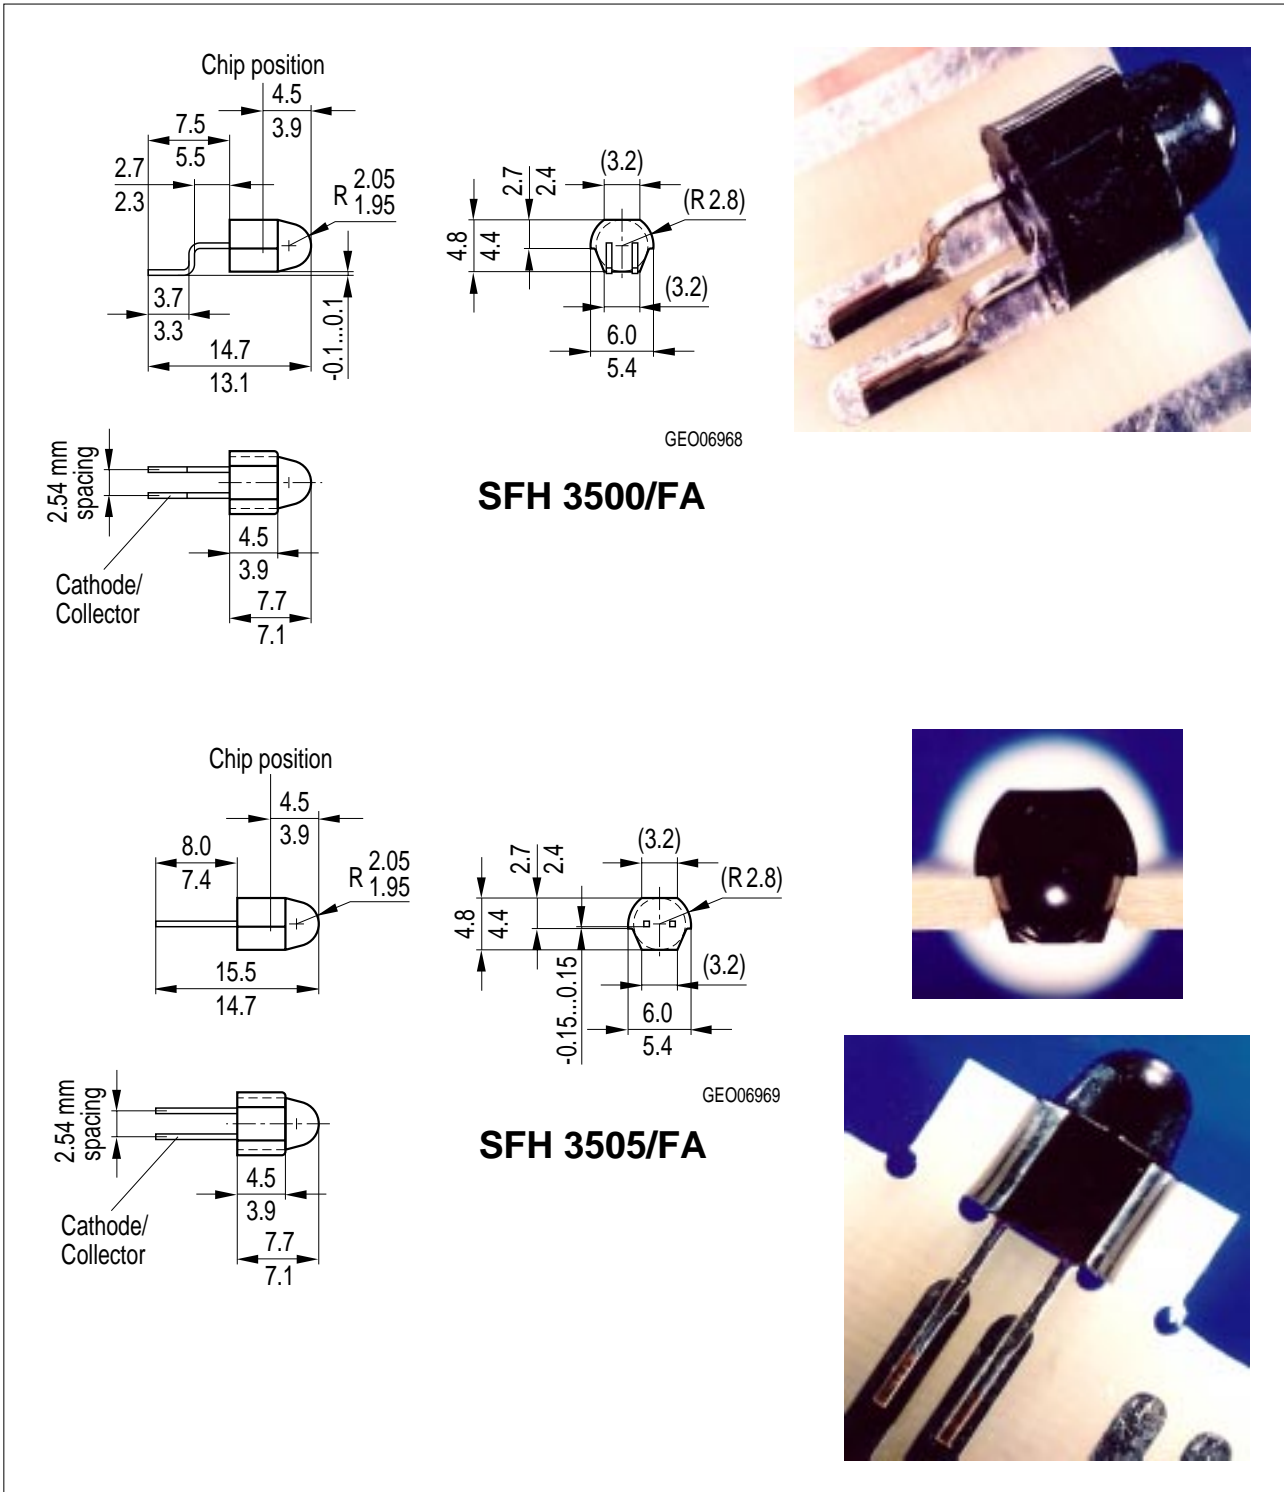 Chip position
4.5
3.9
7.5
5.5
2.7
2.3
R 2.05
1.95
3.7
3.3
14.7
13.1
-0.1...0.1
2.7
2.4
(3.2)
(R 2.8)
4.8
4.4
(3.2)
6.0
5.4
GEO06968
2.54 mm
spacing
Cathode/
Collector
4.5
3.9
7.7
7.1
SFH 3500/FA
Chip position
4.5
3.9
8.0
7.4
R 2.05
1.95
15.5
14.7
2.7
2.4
(3.2)
(R 2.8)
4.8
4.4
-0.15...0.15
(3.2)
6.0
5.4
GEO06969
2.54 mm
spacing
Cathode/
Collector
4.5
3.9
7.7
7.1
SFH 3505/FA